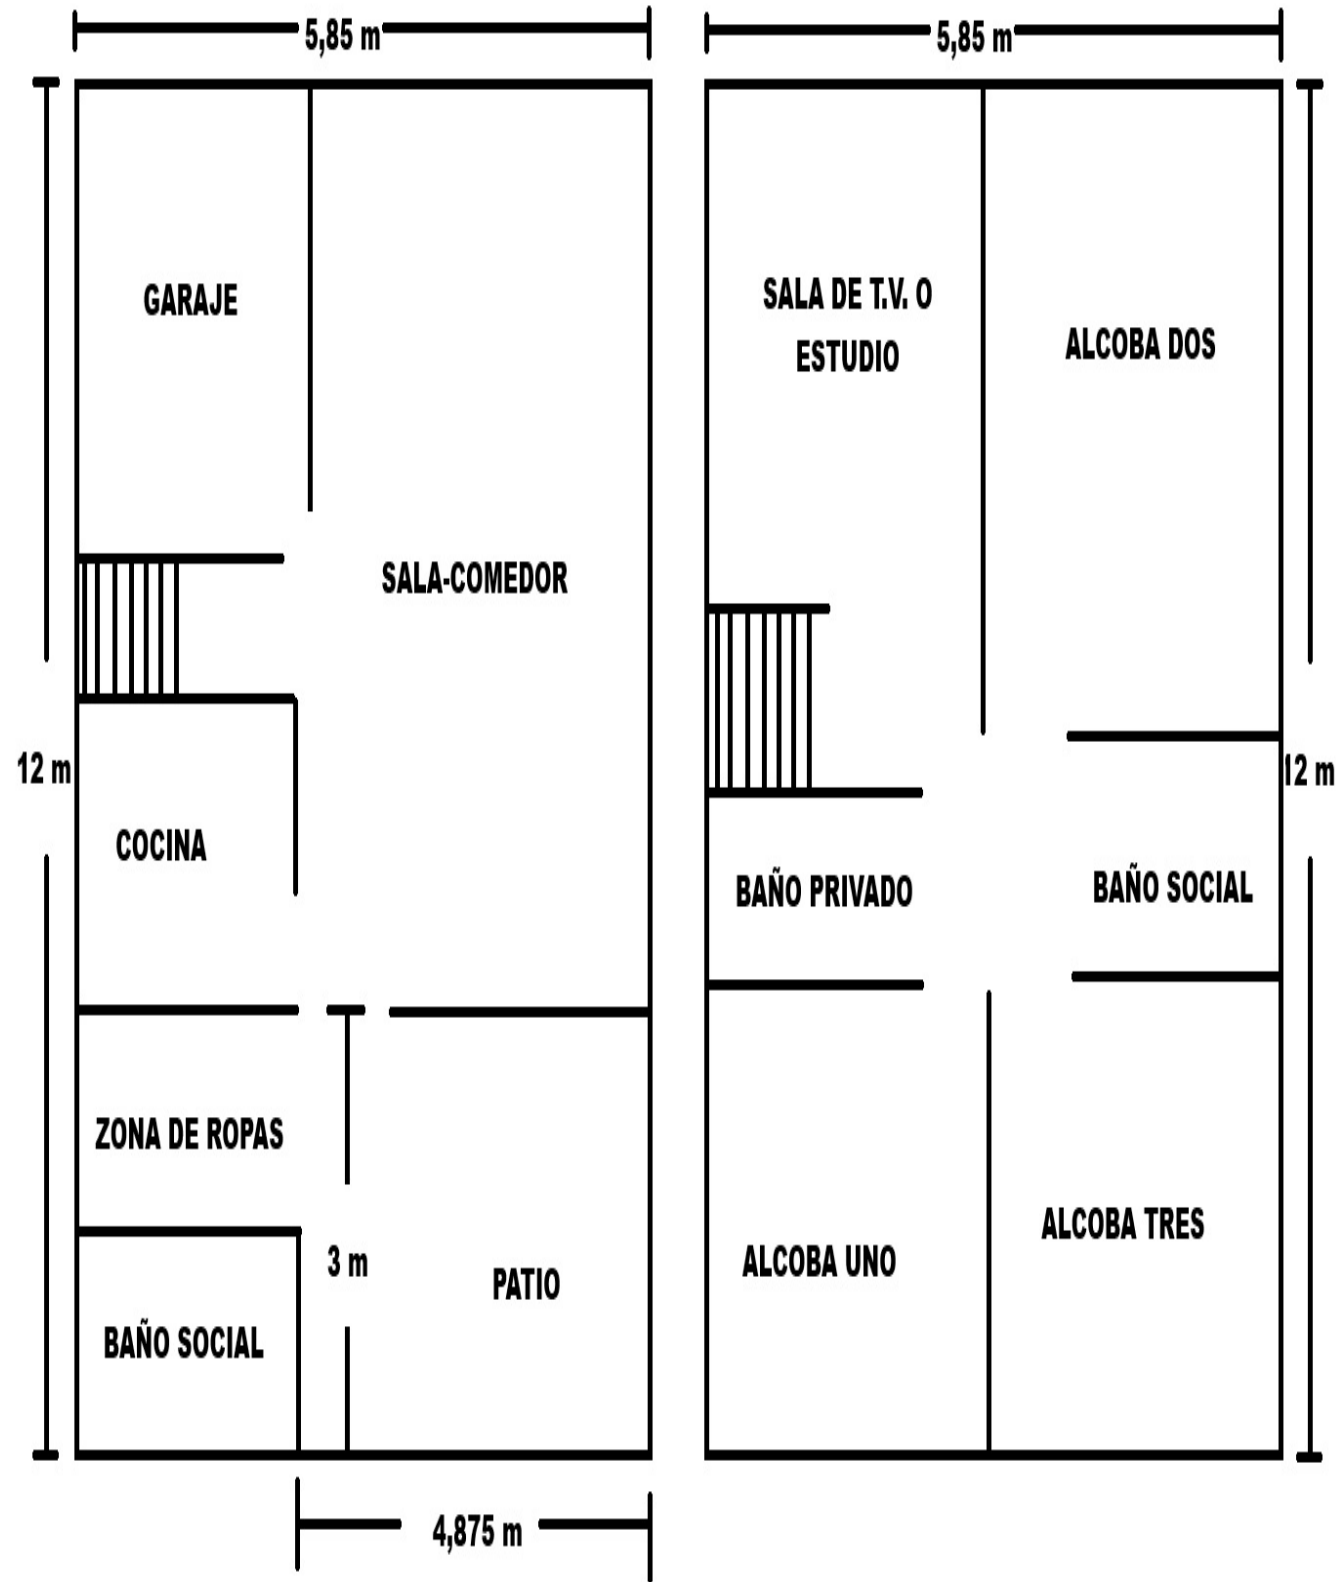 5,85 m
5,85 m
GARAJE
SALA DE T.V. O
ESTUDIO
ALCOBA DOS
SALA-COMEDOR
12 m
12 m
COCINA
BAÑO PRIVADO
BAÑO SOCIAL
ZONA DE ROPAS
3 m
PATIO
BAÑO SOCIAL
ALCOBA UNO
ALCOBA TRES
4,875 m